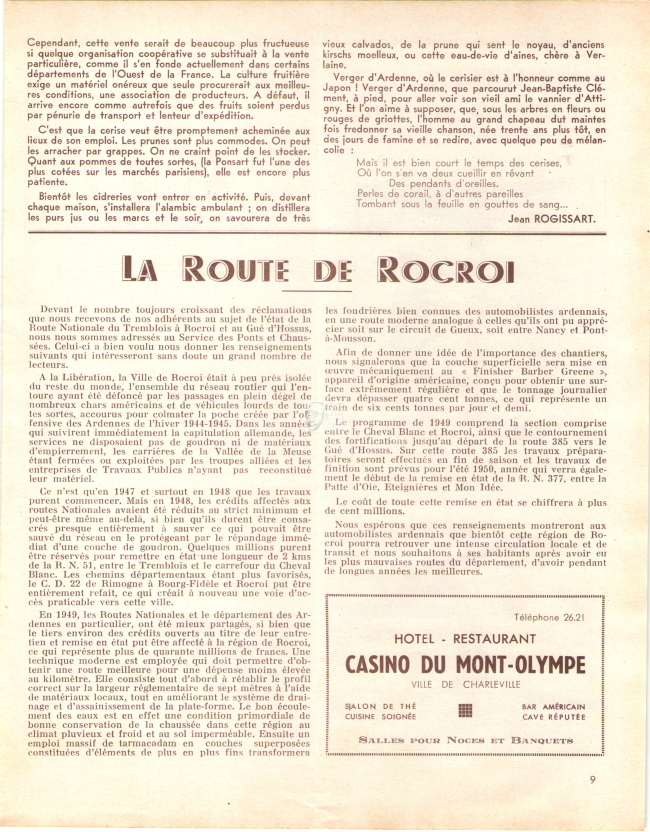 Cependant, cette vente serait de beaucoup plus fructueuse
si quelque organisation coopérative se substituait à la vente
particulière, comme il s'en fonde actuellement dans certains
départements de l'Ouest de la France. La culture fruitière
exige un matériel onéreux que seule procurerait aux meilleu-
res conditions, une association de producteurs. A défaut, il
arrive encore comme autrefois que des fruits soient perdus
par pénurie de transport et lenteur d'expédition.
C'est que la cerise veut être promptement acheminée aux
lieux de son emploi. Les prunes sont plus commodes. On peut
les arracher par grappes. On ne craint point de les stocker.
Quant aux pommes de toutes sortes, (la Ponsart fut l'une des
plus cotées sur les marchés parisiens), elle est encore plus
patiente.
Bientôt les cidreries vont entrer en activité. Puis, devant
chaque maison, s'installera l'alambic ambulant ; on distillera
les purs jus ou les marcs et le soir, on savourera de très
vieux calvados, de la prune qui sent le noyau, d'anciens
kirschs moelleux, ou cette eau-de-vie d'aines, chère à Ver-
laine.
Verger d'Ardenne, où le cerisier est à l'honneur comme au
Japon ! Verger d'Ardenne, que parcourut Jean-Baptiste Clé-
ment, à pied, pour aller voir son vieil ami le vannier d'Atti-
gny. Et l'on aime à supposer, que, sous les arbres en fleurs ou
rouges de griottes, l'homme au grand chapeau dut maintes
fois fredonner sa vieille chanson, née trente ans plus tôt, en
des jours de famine et se redire, avec quelque peu de mélan-
colie :
Mais il est bien court le temps des cerises,
Où l'on s'en va deux cueillir en rêvant
Des pendants d'oreilles.
Perles de corail, à d'autres pareilles
Tombant sous la feuille en gouttes de sang...
Jean ROGISSART.
LA ROUTE DE ROCROI
Devant le nombre toujours croissant des réclamations
que nous recevons de nos adhérents au sujet de l'état de la
Route Nationale du Tremblois à Rocroi et au Gué d'Hossus,
nous nous sommes adressés au Service des Ponts et Chaus-
sées. Celui-ci a bien voulu nous donner les renseignements
suivants qui intéresseront sans doute un grand nombre de
lecteurs.
A la Libération, la Ville de Rocroi était à peu près isolée
du reste du monde, l'ensemble du réseau routier qui l'en-
toure ayant été défoncé par les passages en plein dégel de
nombreux chars américains et de véhicules lourds de tou-
tes sortes, accourus pour colmater la poche créée par l'of-
fensive des Ardennes de l'hiver 1944-1945. Dans les années
qui suivirent immédiatement la capitulation allemande, les
services ne disposaient pas de goudron ni de matériaux
d'empierrement, les carrières de la Vallée de la Meuse
étant fermées ou exploitées par les troupes alliées et les
entreprises de Travaux Publics n'ayant pas reconstitué
leur matériel.
Ce n'est qu'en 1947 et surtout en 1948 que les travaux
purent commencer. Mais en 1948, les crédits affectés aux
routes Nationales avaient été réduits au strict minimum et
peut-être même au-delà, si bien qu'ils durent être consa-
crés presque entièrement à sauver ce qui pouvait être
sauvé du réseau en le protégeant par le répandage immé-
diat d'une couche de goudron. Quelques millions purent
être réservés pour remettre en état une longueur de 2 kms
de la R. N. 51, entre le Tremblois et le carrefour du Cheval
Blanc. Les chemins départementaux étant plus favorisés,
le C. D. 22 de Rimogne à Bourg-Fidèle et Rocroi put être
entièrement refait, ce qui créait à nouveau une voie d'ac-
cès praticable vers cette ville.
En 1949, les Routes Nationales et le département des Ar-
dennes en particulier, ont été mieux partagés, si bien que
le tiers environ des crédits ouverts au titre de leur entre-
tien et remise en état put être affecté à la région de Rocroi,
ce qui représente plus de quarante millions de francs. Une
technique moderne est employée qui doit permettre d'ob-
tenir une route meilleure pour une dépense moins élevée
au kilomètre. Elle consiste tout d'abord à rétablir le profil
correct sur la largeur réglementaire de sept mètres à l'aide
de matériaux locaux, tout en améliorant le système de drai-
nage et d'assainissement de la plate-forme. Le bon écoule-
ment des eaux est en effet une condition primordiale de
bonne conservation de la chaussée dans cette région au
climat pluvieux et froid et au sol imperméable. Ensuite un
emploi massif de tarmacadam en couches superposées
constituées d'éléments de plus en plus fins transformera
les fondrières bien connues des automobilistes ardennais,
en une route moderne analogue à celles qu'ils ont pu appré-
cier soit sur le circuit de Gueux, soit entre Nancy et Pont-
à-Mousson.
Afin de donner une idée de l'importance des chantiers,
nous signalerons que la couche superficielle sera mise en
œuvre mécaniquement au « Finisher Barber Greene »,
appareil d'origine américaine, conçu pour obtenir une sur-
face extrêmement régulière et que le tonnage journalier
devra dépasser quatre cent tonnes, ce qui représente un
train de six cents tonnes par jour et demi.
Le programme de 1949 comprend la section comprise
entre le Cheval Blanc et Rocroi, ainsi que le contournement
des fortifications jusqu'au départ de la route 385 vers le
Gué d'Hossus. Sur cette route 385 les travaux prépara-
toires seront effectués en fin de saison et les travaux de
finition sont prévus pour l'été 1950, année qui verra égale-
ment le début de la remise en état de la R. N. 377, entre la
Patte d'Oie, Eteignières et Mon Idée.
Le coût de toute cette remise en état se chiffrera à plus
de cent millions.
Nous espérons que ces renseignements montreront aux
automobilistes ardennais que bientôt cette région de Ro-
croi pourra retrouver une intense circulation locale et de
transit et nous souhaitons à ses habitants après avoir eu
les plus mauvaises routes du département, d'avoir pendant
de longues années les meilleures.
Téléphone 26.21
HOTEL - RESTAURANT
CASINO DU MONT-OLYMPE
VILLE DE CHARLEVILLE
SALON DE THÉ
CUISINE SOIGNÉE
BAR AMÉRICAIN
CAVE RÉPUTÉE
SALLES POUR NOCES ET BANQUETS
9